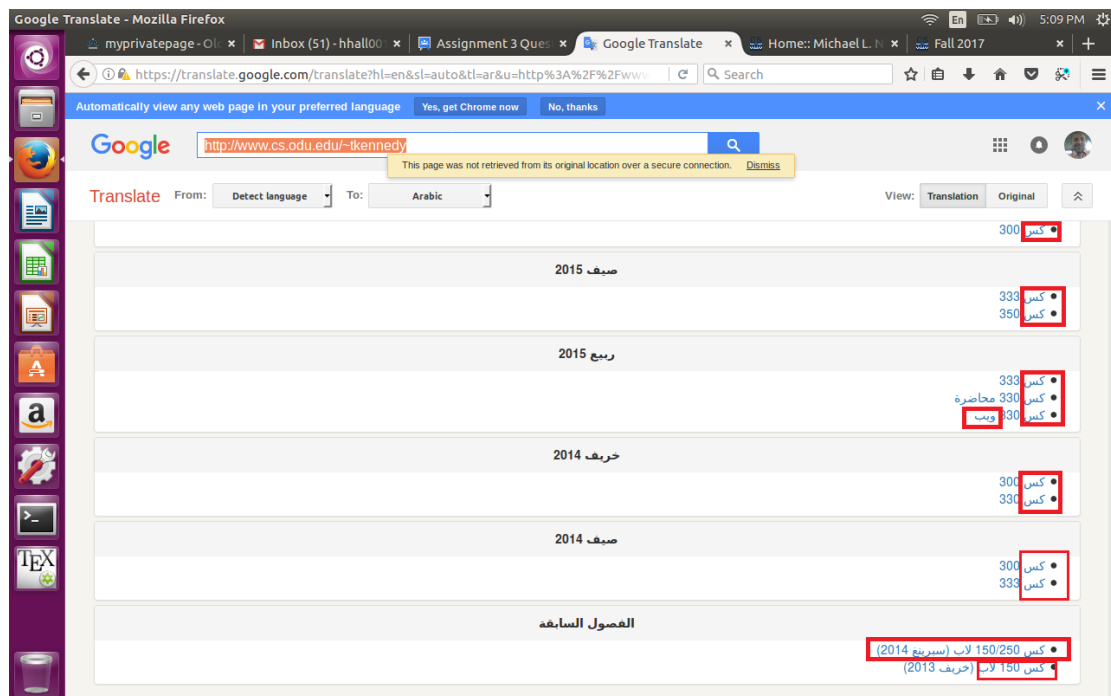 Google Translate - Mozilla Firefox
En
5:09 PM
myprivatepage - Ol
Inbox (51) - hhall00
Assignment 3 Ques
Google Translate
Home:: Michael L. N
Fall 2017
https://translate.google.com/translate?hl=en&sl=auto&tl=ar&u=http%3A%2F%2Fwww
Search
Automatically view any web page in your preferred language
Yes, get Chrome now
No, thanks
Google
http://www.cs.odu.edu/~tkennedy
This page was not retrieved from its original location over a secure connection. Dismiss
Translate From: Detect language To: Arabic View: Translation Original
كس 300
صيف 2015
كس 333
كس 350
ربيع 2015
كس 333
كس 330 محاضرة
كس 330 ويب
خريف 2014
كس 300
كس 330
صيف 2014
كس 300
كس 333
الفصول السابقة
كس 150/250 لاب (سبرينغ 2014)
كس 150 لاب (خريف 2013)
A
a
>_
TEX